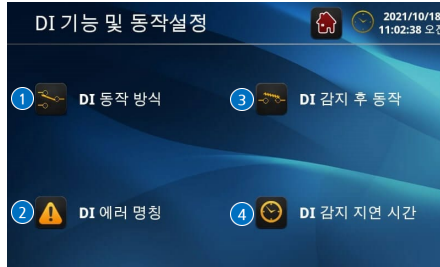 DI 기능 및 동작설정
2021/10/18
11:02:38 오전
1 DI 동작 방식
3 DI 감지 후 동작
2 DI 에러 명칭
4 DI 감지 지연 시간